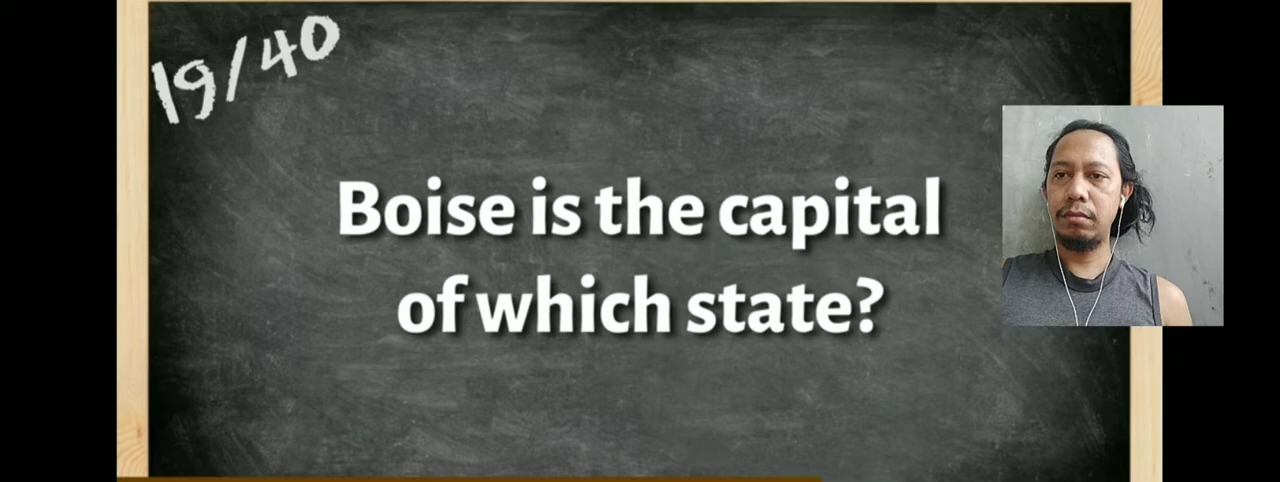 19/40
Boise is the capital
of which state?